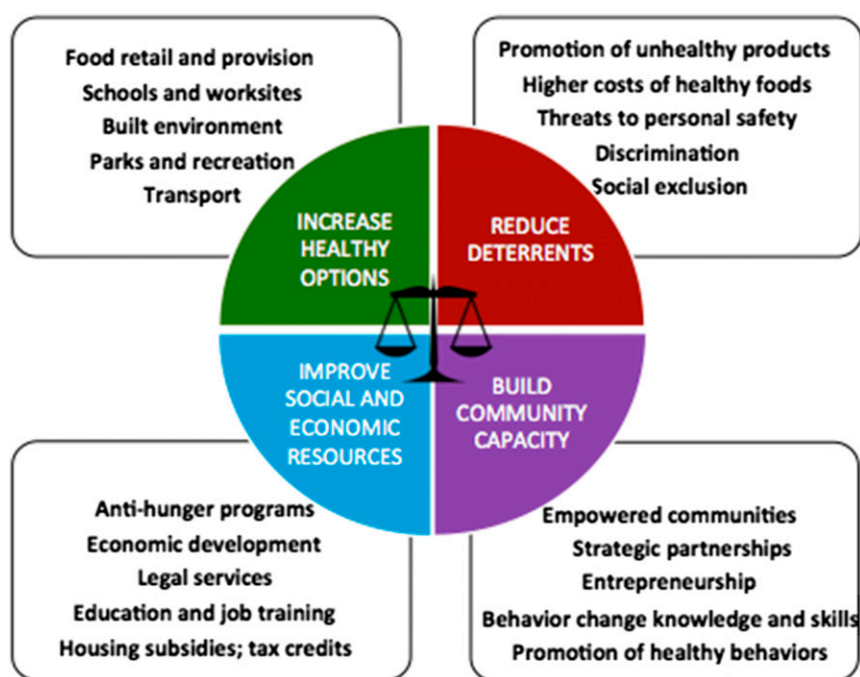 Food retail and provision
Schools and worksites
Built environment
Parks and recreation
Transport
Promotion of unhealthy products
Higher costs of healthy foods
Threats to personal safety
Discrimination
Social exclusion
INCREASE
HEALTHY
OPTIONS
REDUCE
DETERRENTS
IMPROVE
SOCIAL AND
ECONOMIC
RESOURCES
BUILD
COMMUNITY
CAPACITY
Anti-hunger programs
Economic development
Legal services
Education and job training
Housing subsidies; tax credits
Empowered communities
Strategic partnerships
Entrepreneurship
Behavior change knowledge and skills
Promotion of healthy behaviors